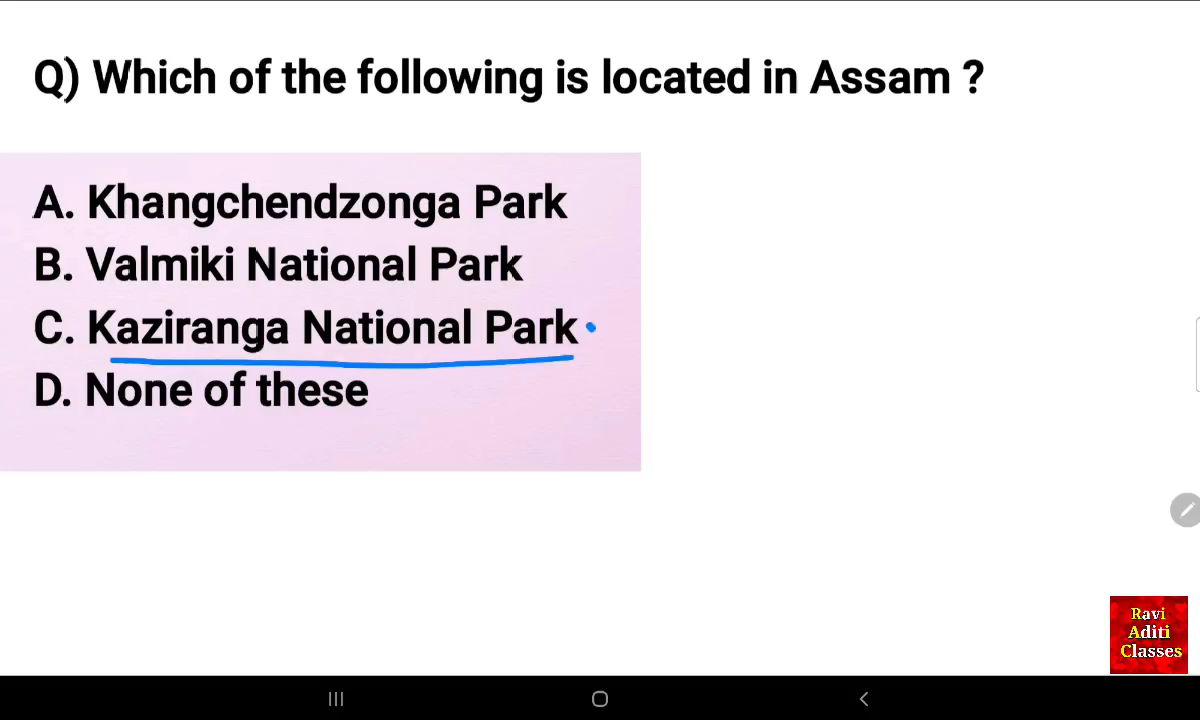 Q) Which of the following is located in Assam ?
A. Khangchendzonga Park
B. Valmiki National Park
C. Kaziranga National Park
D. None of these
Ravi
Aditi
Classes